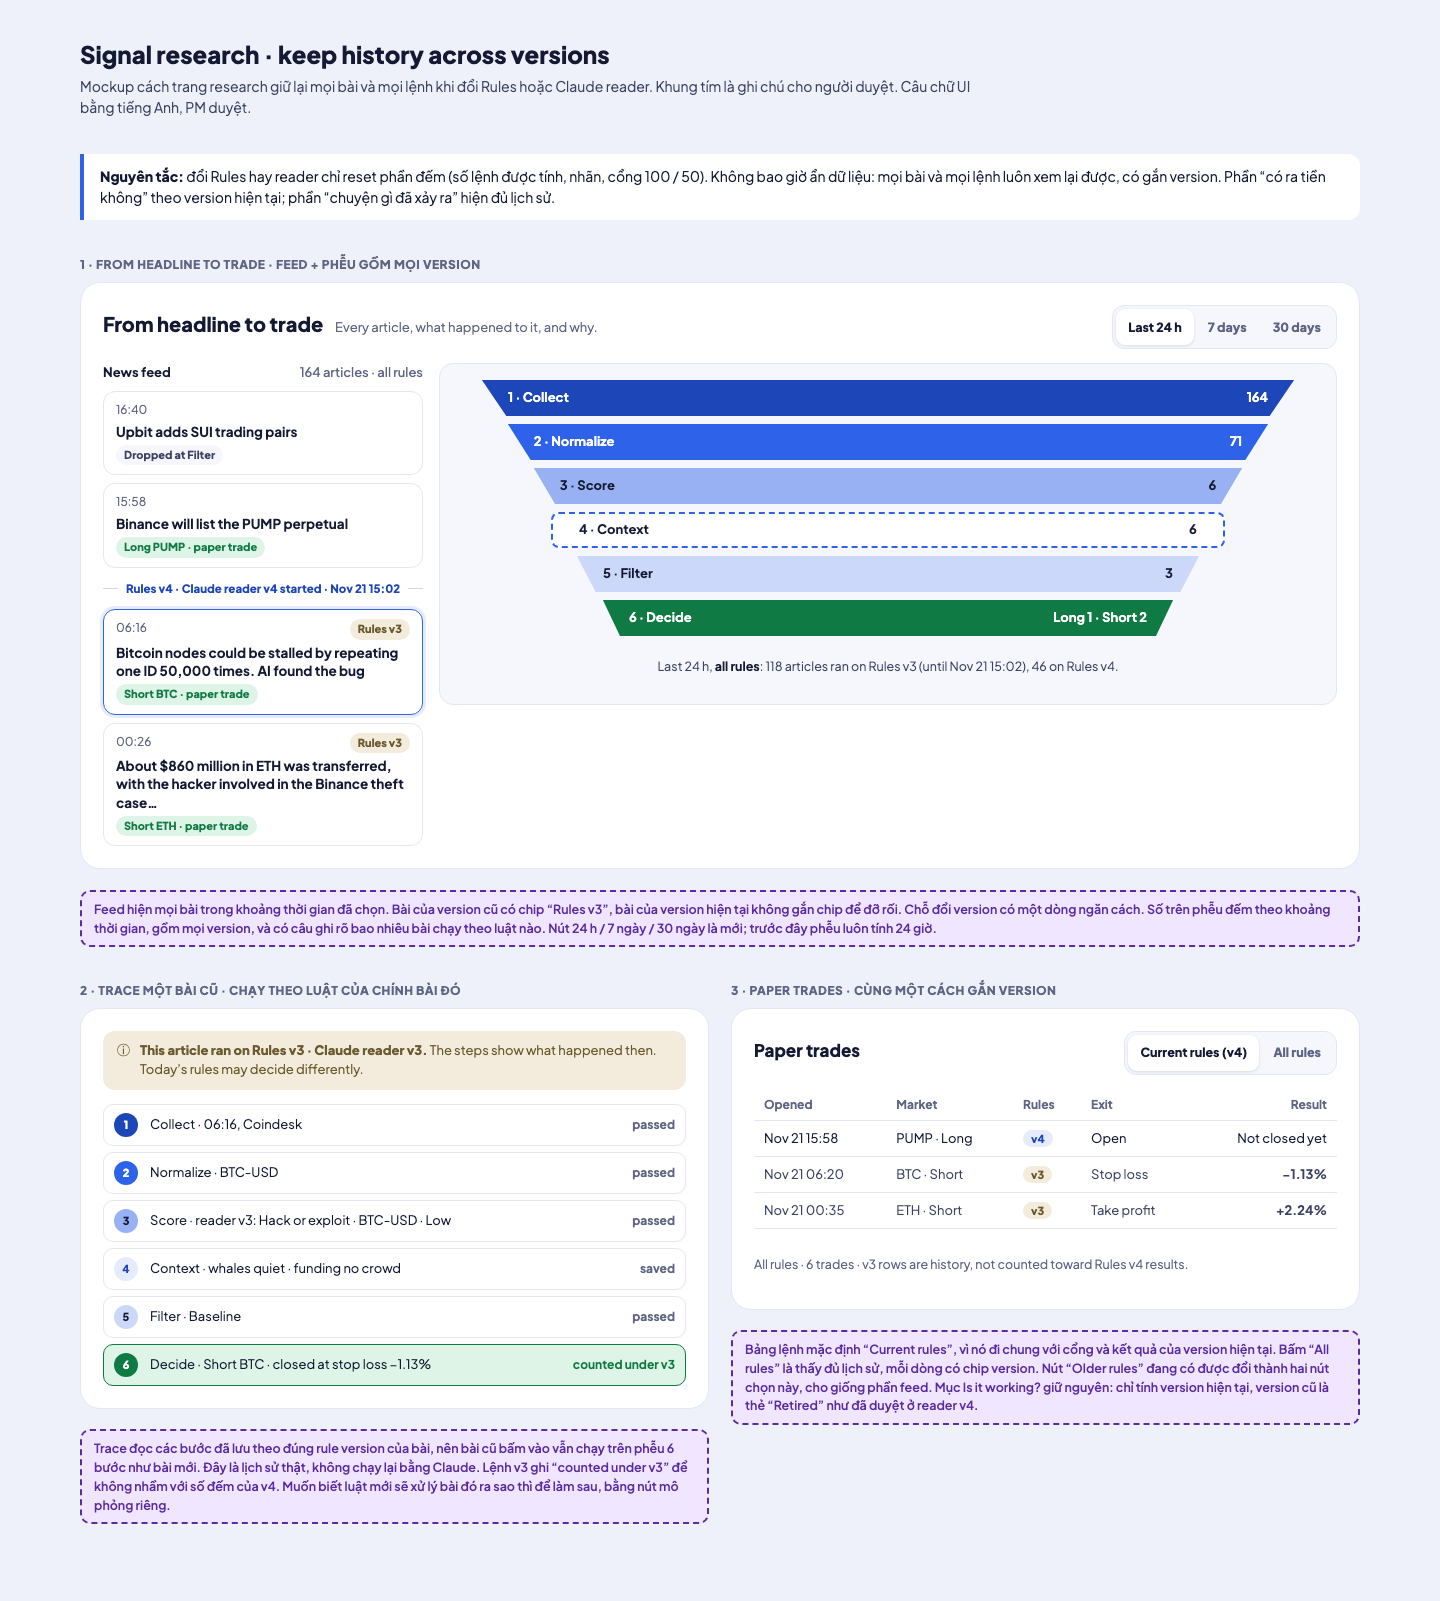 Signal research · keep history across versions
Mockup cách trang research giữ lại mọi bài và mọi lệnh khi đổi Rules hoặc Claude reader. Khung tím là ghi chú cho người duyệt. Câu chữ UI
bằng tiếng Anh, PM duyệt.
Nguyên tắc: đổi Rules hay reader chỉ reset phần đếm (số lệnh được tính, nhãn, cổng 100 / 50). Không bao giờ ẩn dữ liệu: mọi bài và mọi lệnh luôn xem lại được, có gắn version. Phần “có ra tiền
không” theo version hiện tại; phần “chuyện gì đã xảy ra” hiện đủ lịch sử.
1 · FROM HEADLINE TO TRADE · FEED + PHỄU GỒM MỌI VERSION
From headline to trade
Every article, what happened to it, and why.
Last 24 h
7 days
30 days
News feed
164 articles · all rules
16:40
Upbit adds SUI trading pairs
Dropped at Filter
15:58
Binance will list the PUMP perpetual
Long PUMP · paper trade
Rules v4 · Claude reader v4 started · Nov 21 15:02
06:16
Rules v3
Bitcoin nodes could be stalled by repeating
one ID 50,000 times. AI found the bug
Short BTC · paper trade
00:26
Rules v3
About $860 million in ETH was transferred,
with the hacker involved in the Binance theft
case…
Short ETH · paper trade
1 · Collect 164
2 · Normalize 71
3 · Score 6
4 · Context 6
5 · Filter 3
6 · Decide Long 1 · Short 2
Last 24 h, all rules: 118 articles ran on Rules v3 (until Nov 21 15:02), 46 on Rules v4.
Feed hiện mọi bài trong khoảng thời gian đã chọn. Bài của version cũ có chip “Rules v3”, bài của version hiện tại không gắn chip để đỡ rối. Chỗ đổi version có một dòng ngăn cách. Số trên phễu đếm theo khoảng
thời gian, gồm mọi version, và có câu ghi rõ bao nhiêu bài chạy theo luật nào. Nút 24 h / 7 ngày / 30 ngày là mới; trước đây phễu luôn tính 24 giờ.
2 · TRACE MỘT BÀI CŨ · CHẠY THEO LUẬT CỦA CHÍNH BÀI ĐÓ
ⓘ This article ran on Rules v3 · Claude reader v3. The steps show what happened then.
Today’s rules may decide differently.
1 Collect · 06:16, Coindesk passed
2 Normalize · BTC-USD passed
3 Score · reader v3: Hack or exploit · BTC-USD · Low passed
4 Context · whales quiet · funding no crowd saved
5 Filter · Baseline passed
6 Decide · Short BTC · closed at stop loss −1.13% counted under v3
Trace đọc các bước đã lưu theo đúng rule version của bài, nên bài cũ bấm vào vẫn chạy trên phễu 6
bước như bài mới. Đây là lịch sử thật, không chạy lại bằng Claude. Lệnh v3 ghi “counted under v3” để
không nhầm với số đếm của v4. Muốn biết luật mới sẽ xử lý bài đó ra sao thì để làm sau, bằng nút mô
phỏng riêng.
3 · PAPER TRADES · CÙNG MỘT CÁCH GẮN VERSION
Paper trades
Current rules (v4)
All rules
Opened Market Rules Exit Result
Nov 21 15:58 PUMP · Long v4 Open Not closed yet
Nov 21 06:20 BTC · Short v3 Stop loss −1.13%
Nov 21 00:35 ETH · Short v3 Take profit +2.24%
All rules · 6 trades · v3 rows are history, not counted toward Rules v4 results.
Bảng lệnh mặc định “Current rules”, vì nó đi chung với cổng và kết quả của version hiện tại. Bấm “All
rules” là thấy đủ lịch sử, mỗi dòng có chip version. Nút “Older rules” đang có được đổi thành hai nút
chọn này, cho giống phần feed. Mục Is it working? giữ nguyên: chỉ tính version hiện tại, version cũ là
thẻ “Retired” như đã duyệt ở reader v4.